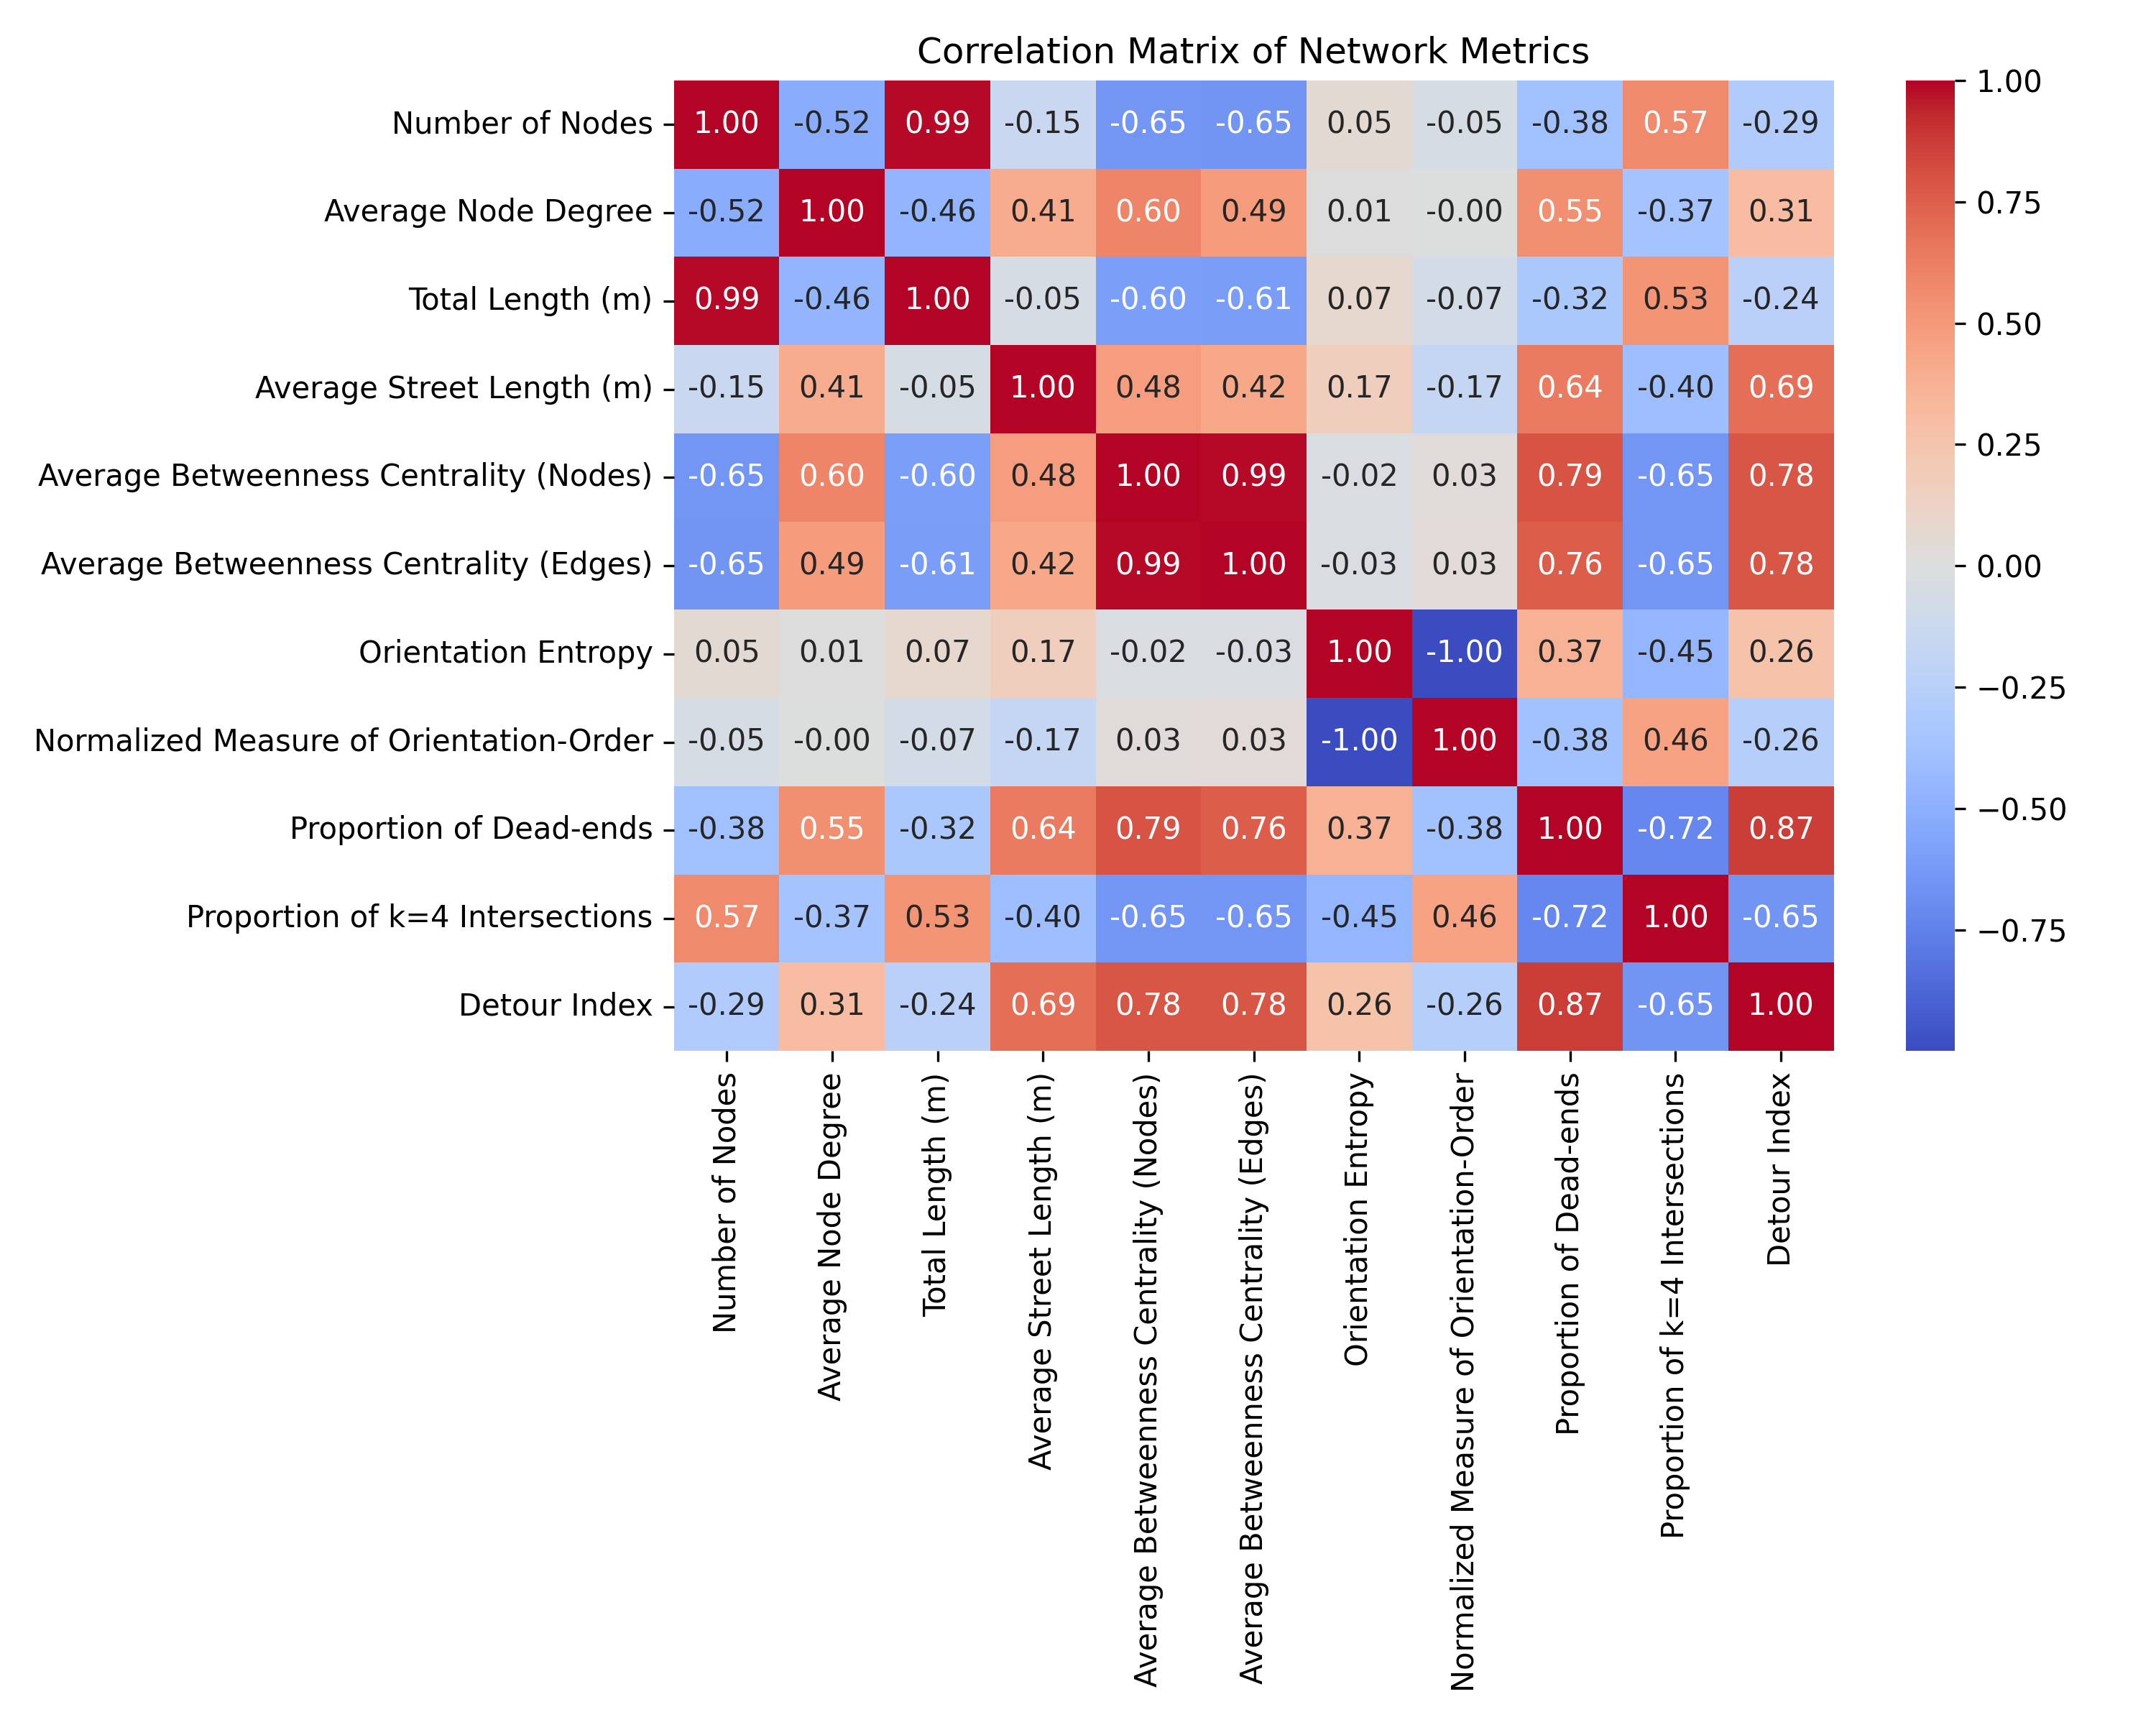 Correlation Matrix of Network Metrics
Number of Nodes 1.00 -0.52 0.99 -0.15 -0.65 -0.65 0.05 -0.05 -0.38 0.57 -0.29
Average Node Degree -0.52 1.00 -0.46 0.41 0.60 0.49 0.01 -0.00 0.55 -0.37 0.31
Total Length (m) 0.99 -0.46 1.00 -0.05 -0.60 -0.61 0.07 -0.07 -0.32 0.53 -0.24
Average Street Length (m) -0.15 0.41 -0.05 1.00 0.48 0.42 0.17 -0.17 0.64 -0.40 0.69
Average Betweenness Centrality (Nodes) -0.65 0.60 -0.60 0.48 1.00 0.99 -0.02 0.03 0.79 -0.65 0.78
Average Betweenness Centrality (Edges) -0.65 0.49 -0.61 0.42 0.99 1.00 -0.03 0.03 0.76 -0.65 0.78
Orientation Entropy 0.05 0.01 0.07 0.17 -0.02 -0.03 1.00 -1.00 0.37 -0.45 0.26
Normalized Measure of Orientation-Order -0.05 -0.00 -0.07 -0.17 0.03 0.03 -1.00 1.00 -0.38 0.46 -0.26
Proportion of Dead-ends -0.38 0.55 -0.32 0.64 0.79 0.76 0.37 -0.38 1.00 -0.72 0.87
Proportion of k=4 Intersections 0.57 -0.37 0.53 -0.40 -0.65 -0.65 -0.45 0.46 -0.72 1.00 -0.65
Detour Index -0.29 0.31 -0.24 0.69 0.78 0.78 0.26 -0.26 0.87 -0.65 1.00
Number of Nodes
Average Node Degree
Total Length (m)
Average Street Length (m)
Average Betweenness Centrality (Nodes)
Average Betweenness Centrality (Edges)
Orientation Entropy
Normalized Measure of Orientation-Order
Proportion of Dead-ends
Proportion of k=4 Intersections
Detour Index
1.00
0.75
0.50
0.25
0.00
−0.25
−0.50
−0.75